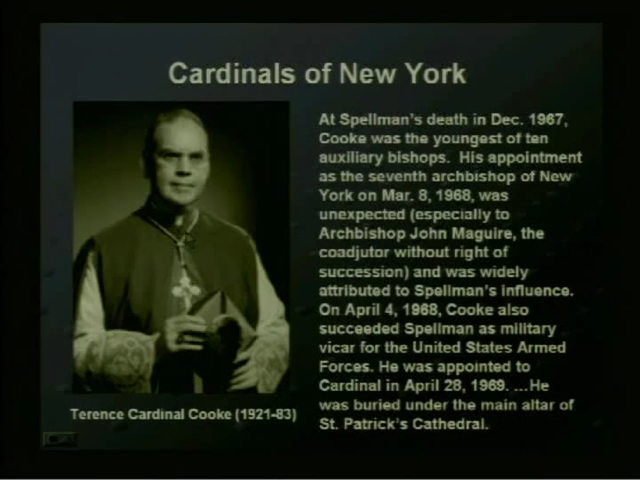 Cardinals of New York
At Spellman's death in Dec. 1967,
Cooke was the youngest of ten
auxiliary bishops. His appointment
as the seventh archbishop of New
York on Mar. 8, 1968, was
unexpected (especially to
Archbishop John Maguire, the
coadjutor without right of
succession) and was widely
attributed to Spellman's influence.
On April 4, 1968, Cooke also
succeeded Spellman as military
vicar for the United States Armed
Forces. He was appointed to
Cardinal in April 28, 1969. ...He
was buried under the main altar of
St. Patrick's Cathedral.
Terence Cardinal Cooke (1921-83)